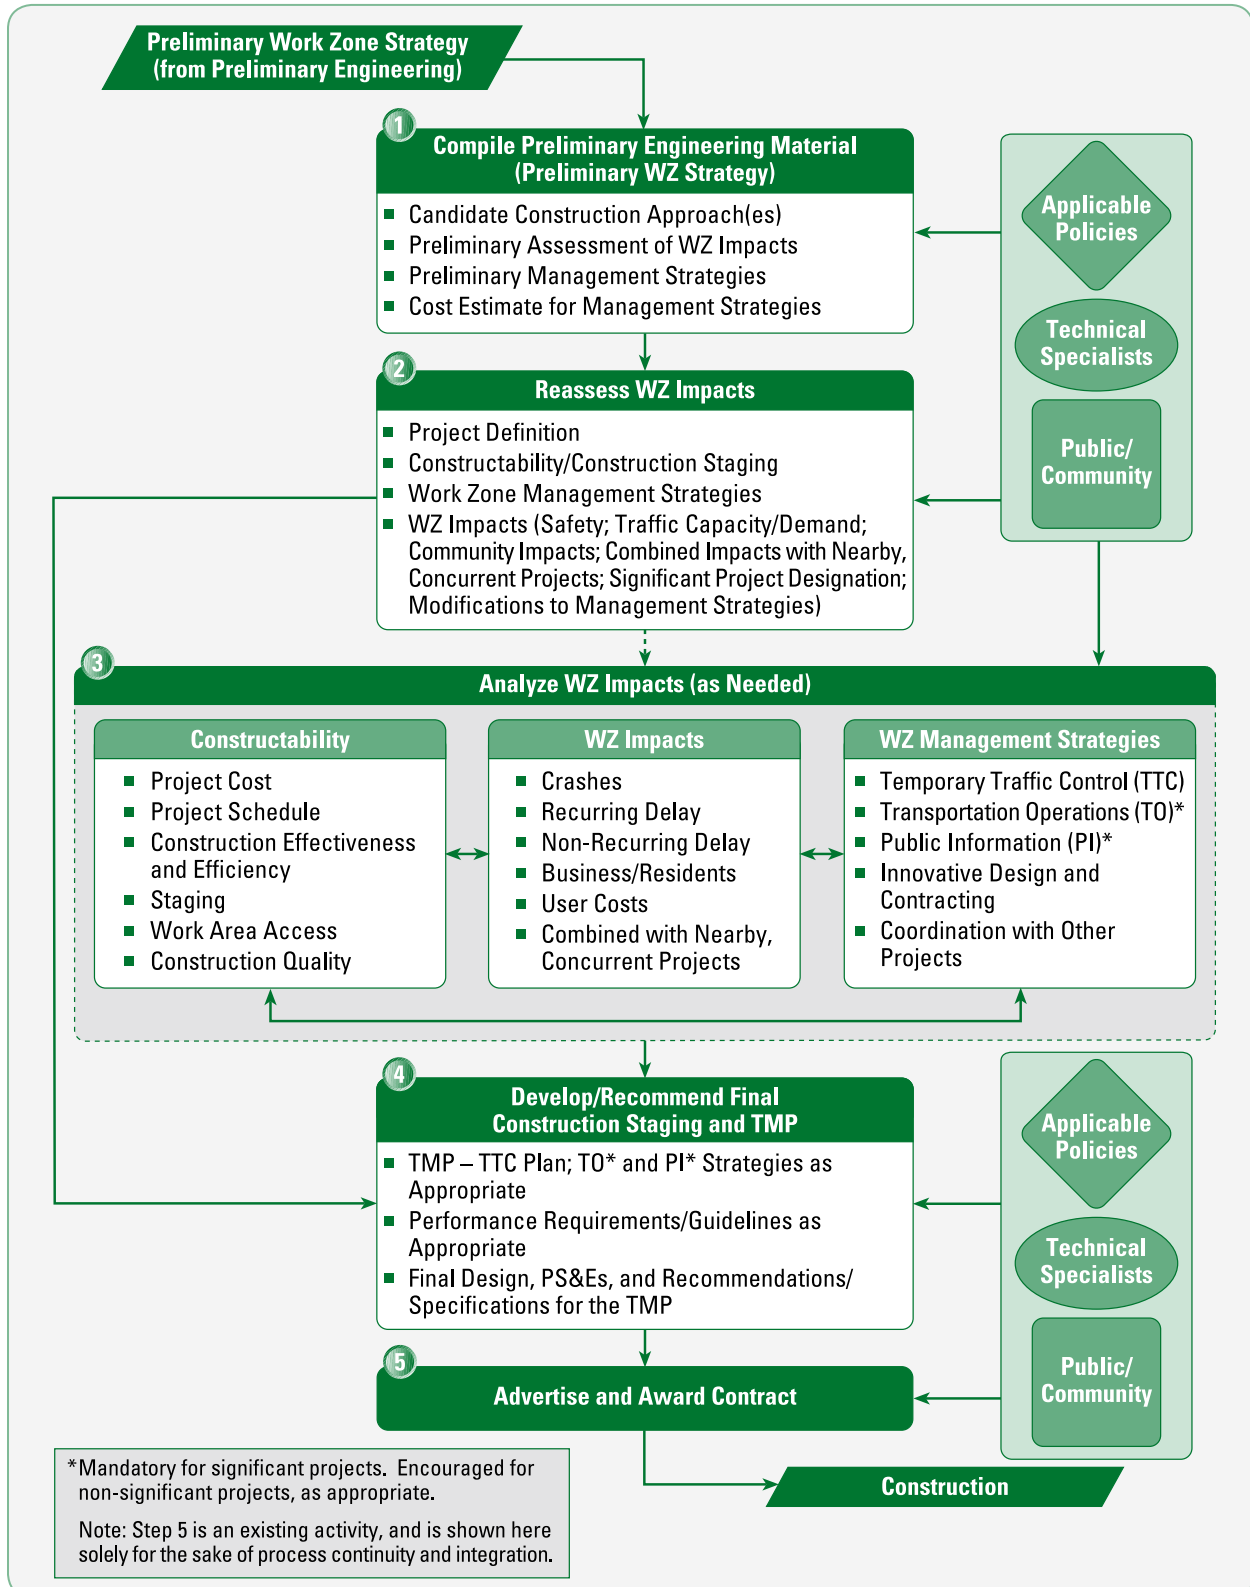 Preliminary Work Zone Strategy
(from Preliminary Engineering)
1
Compile Preliminary Engineering Material
(Preliminary WZ Strategy)
■ Candidate Construction Approach(es)
■ Preliminary Assessment of WZ Impacts
■ Preliminary Management Strategies
■ Cost Estimate for Management Strategies
Applicable
Policies
Technical
Specialists
Public/
Community
2
Reassess WZ Impacts
■ Project Definition
■ Constructability/Construction Staging
■ Work Zone Management Strategies
■ WZ Impacts (Safety; Traffic Capacity/Demand;
Community Impacts; Combined Impacts with Nearby,
Concurrent Projects; Significant Project Designation;
Modifications to Management Strategies)
3
Analyze WZ Impacts (as Needed)
Constructability
■ Project Cost
■ Project Schedule
■ Construction Effectiveness
and Efficiency
■ Staging
■ Work Area Access
■ Construction Quality
WZ Impacts
■ Crashes
■ Recurring Delay
■ Non-Recurring Delay
■ Business/Residents
■ User Costs
■ Combined with Nearby,
Concurrent Projects
WZ Management Strategies
■ Temporary Traffic Control (TTC)
■ Transportation Operations (TO)*
■ Public Information (PI)*
■ Innovative Design and
Contracting
■ Coordination with Other
Projects
4
Develop/Recommend Final
Construction Staging and TMP
■ TMP – TTC Plan; TO* and PI* Strategies as
Appropriate
■ Performance Requirements/Guidelines as
Appropriate
■ Final Design, PS&Es, and Recommendations/
Specifications for the TMP
Applicable
Policies
Technical
Specialists
Public/
Community
5
Advertise and Award Contract
Construction
*Mandatory for significant projects. Encouraged for
non-significant projects, as appropriate.
Note: Step 5 is an existing activity, and is shown here
solely for the sake of process continuity and integration.